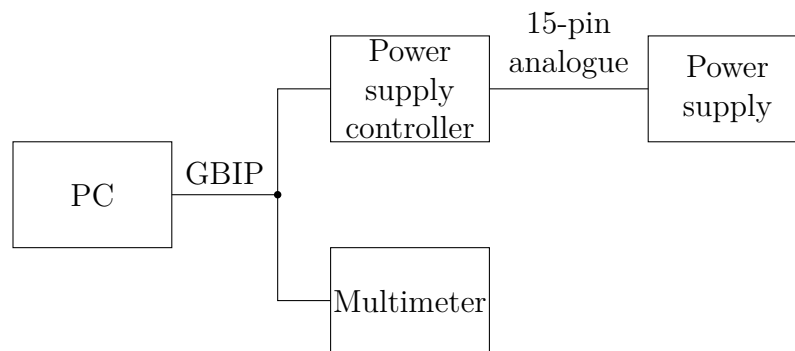 Power
supply
controller
15-pin
analogue
Power
supply
PC
GBIP
Multimeter